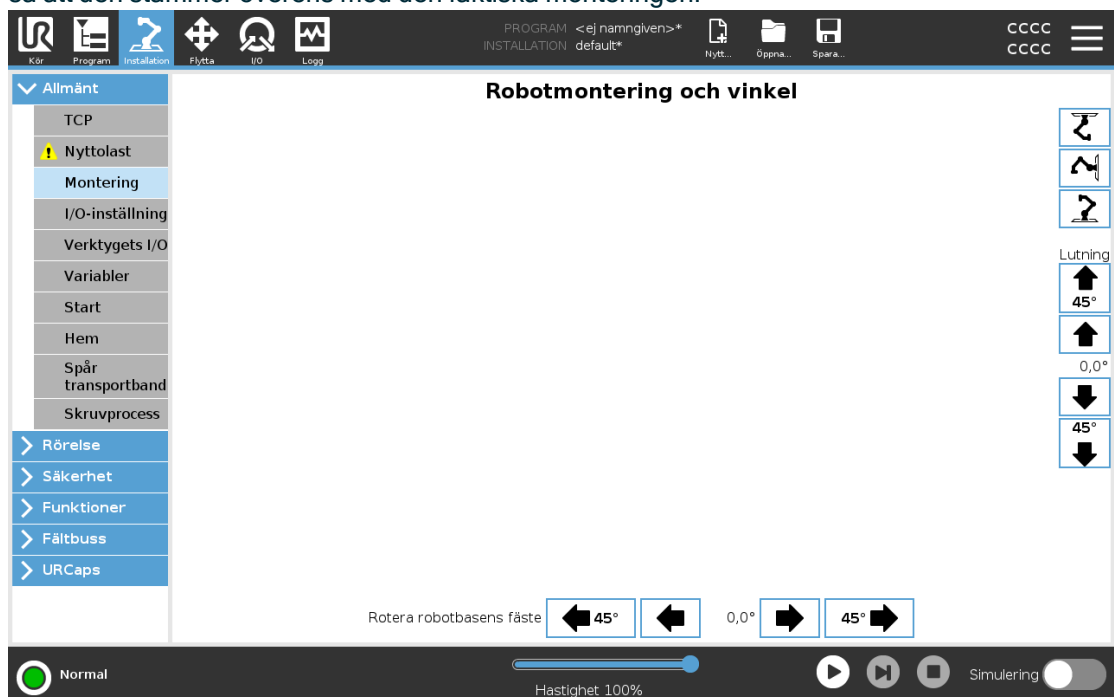 så att den stämmer överens med den faktiska monteringen.
PROGRAM <ej namngiven>*
INSTALLATION default*
UR
Kör
Program
Installation
Flytta
I/O
Logg
Nytt...
Öppna...
Spara...
CCCC
CCCC
Allmänt
TCP
Nyttolast
Montering
I/O-inställning
Verktygets I/O
Variabler
Start
Hem
Spår
transportband
Skruvprocess
Rörelse
Säkerhet
Funktioner
Fältbuss
URCaps
Robotmontering och vinkel
Lutning
45°
0,0°
45°
Rotera robotbasens fäste 45° 0,0° 45°
Normal
Hastighet 100%
Simulering